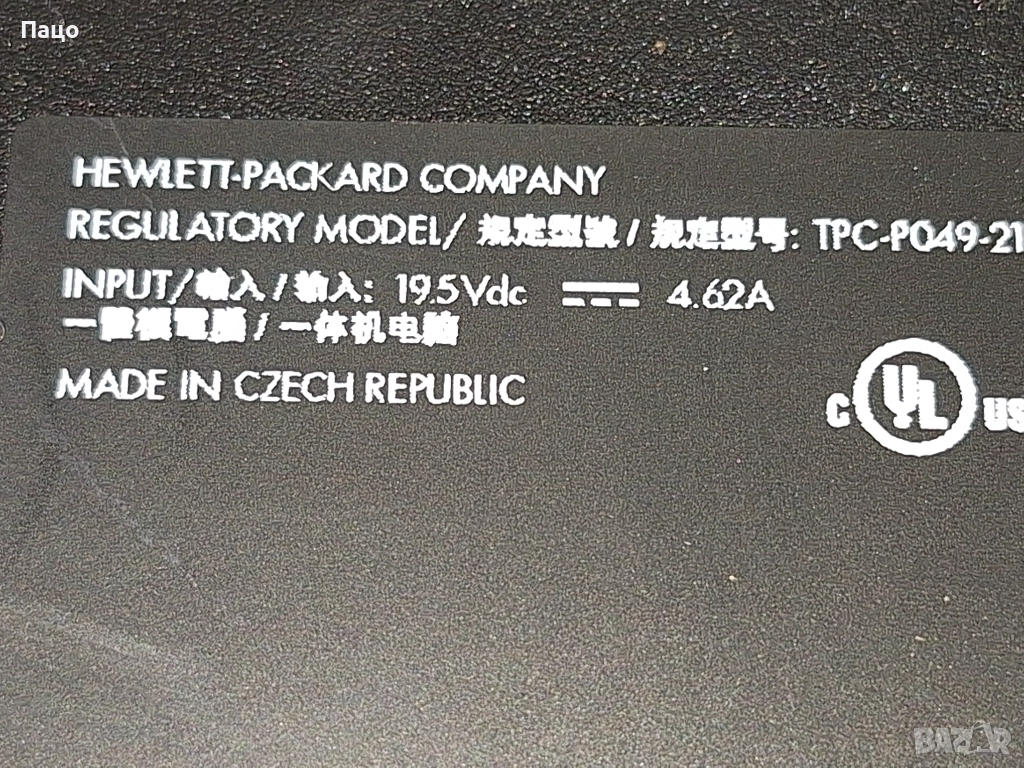 Пацо
HEWLETT-PACKARD COMPANY
REGULATORY MODEL/ 規定型號 / 规定型号: TPC-P049-21
INPUT/輸入 / 输入: 19.5Vdc ⎓ 4.62A
一體機電腦 / 一体机电脑
MADE IN CZECH REPUBLIC
C UL US
BAZAR